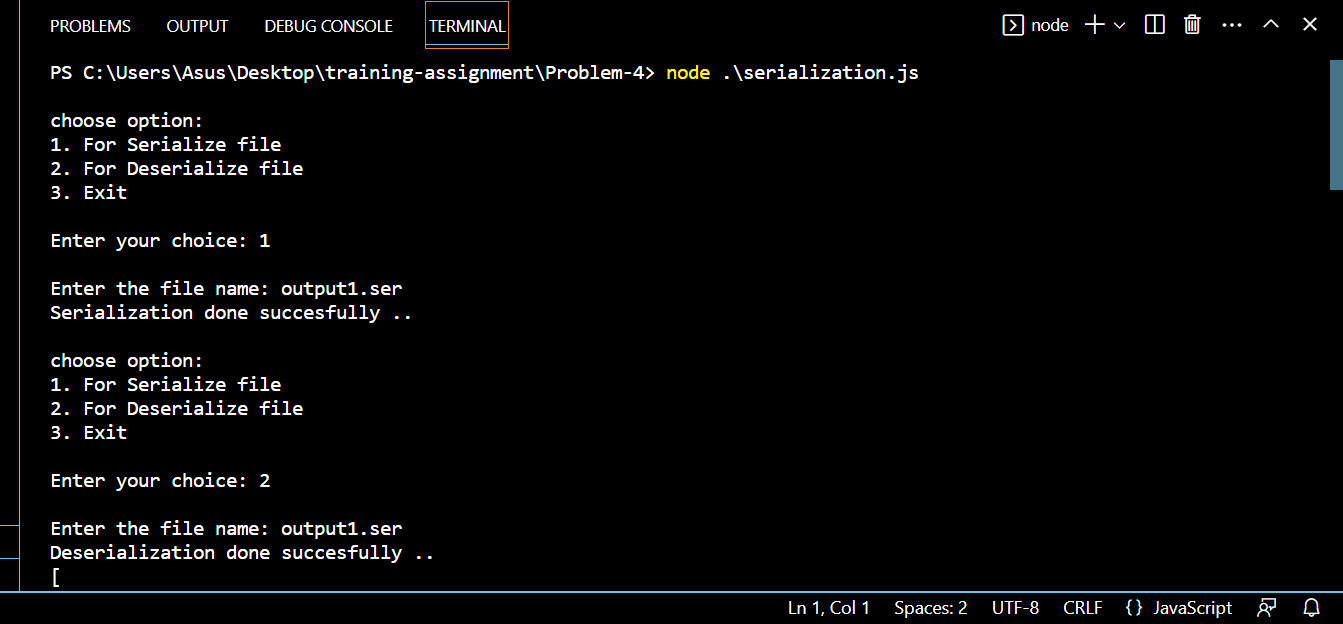 PROBLEMS OUTPUT DEBUG CONSOLE TERMINAL node
PS C:\Users\Asus\Desktop\training-assignment\Problem-4> node .\serialization.js
choose option:
1. For Serialize file
2. For Deserialize file
3. Exit
Enter your choice: 1
Enter the file name: output1.ser
Serialization done succesfully ..
choose option:
1. For Serialize file
2. For Deserialize file
3. Exit
Enter your choice: 2
Enter the file name: output1.ser
Deserialization done succesfully ..
[
Ln 1, Col 1 Spaces: 2 UTF-8 CRLF {} JavaScript